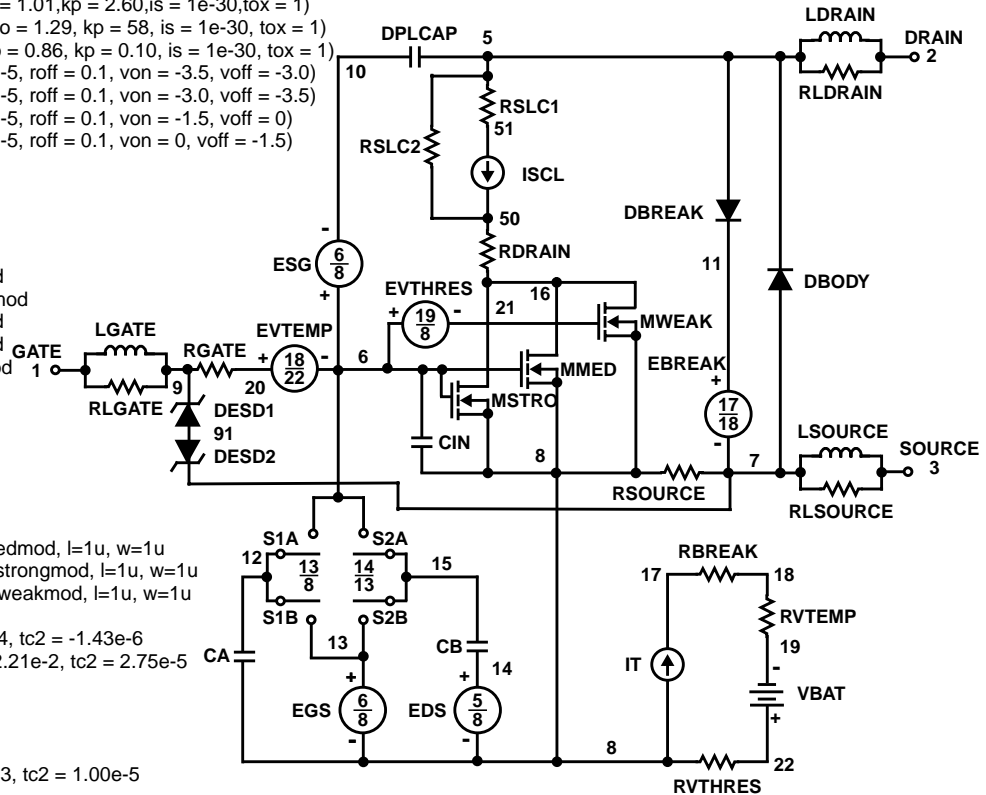 = 1.01,kp = 2.60,is = 1e-30,tox = 1)
o = 1.29, kp = 58, is = 1e-30, tox = 1)
= 0.86, kp = 0.10, is = 1e-30, tox = 1)
-5, roff = 0.1, von = -3.5, voff = -3.0)
-5, roff = 0.1, von = -3.0, voff = -3.5)
-5, roff = 0.1, von = -1.5, voff = 0)
-5, roff = 0.1, von = 0, voff = -1.5)
DPLCAP
5
10
LDRAIN
DRAIN
2
RLDRAIN
RSLC1
51
RSLC2
ISCL
50
RDRAIN
DBREAK
11
DBODY
ESG
-
6
8
+
EVTHRES
+
19
8
-
21
16
MWEAK
MMED
MSTRO
EBREAK
+
17
18
-
d
mod
d
d
d
GATE
1
LGATE
RLGATE
9
RGATE
20
EVTEMP
+
18
22
-
6
DESD1
91
DESD2
CIN
8
RSOURCE
7
LSOURCE
SOURCE
3
RLSOURCE
edmod, l=1u, w=1u
strongmod, l=1u, w=1u
weakmod, l=1u, w=1u
4, tc2 = -1.43e-6
2.21e-2, tc2 = 2.75e-5
3, tc2 = 1.00e-5
12
S1A
13
8
S1B
S2A
14
13
S2B
15
13
CA
CB
14
EGS
+
6
8
-
EDS
+
5
8
-
8
RBREAK
17
18
RVTEMP
19
IT
-
VBAT
+
22
RVTHRES